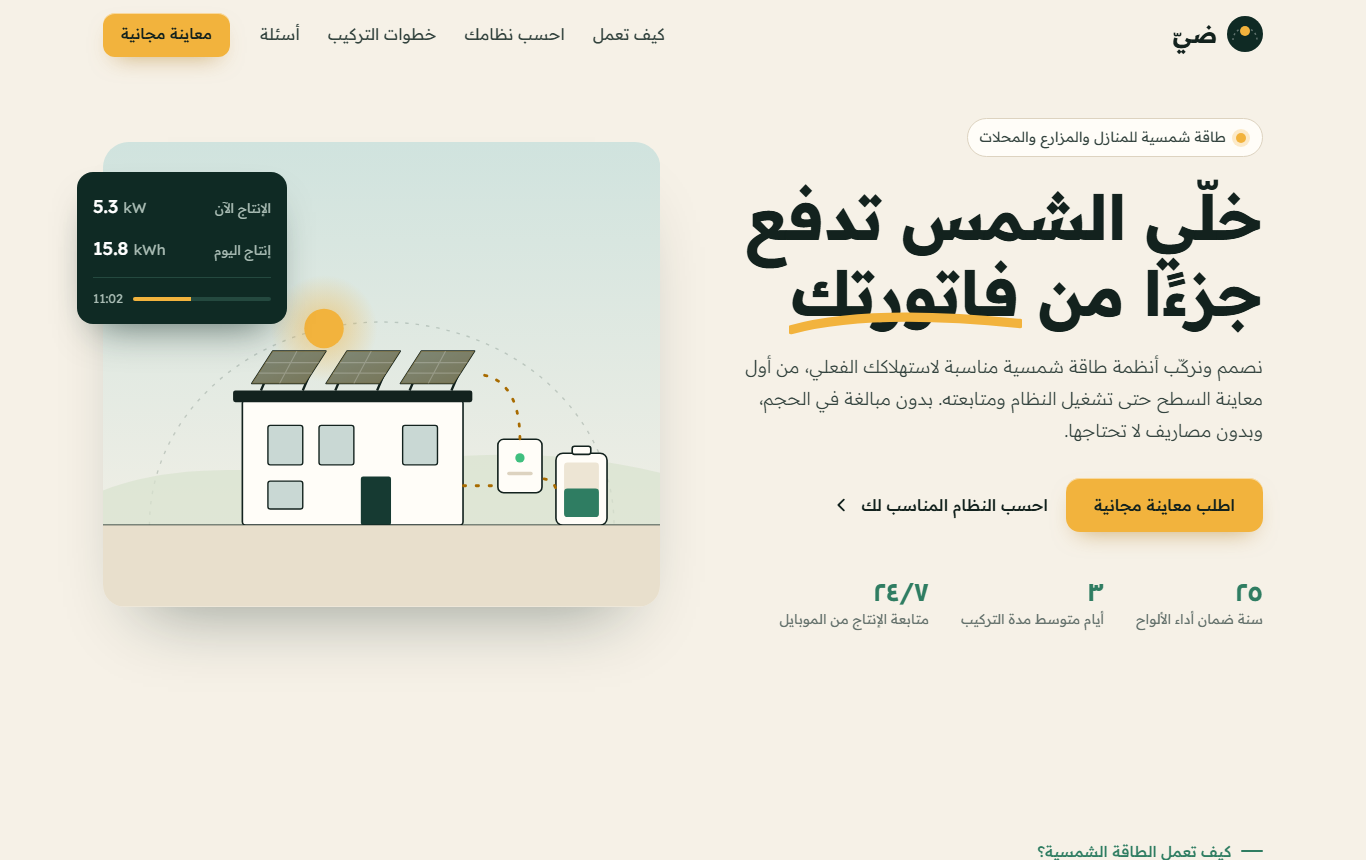 ضيّ
كيف تعمل
احسب نظامك
خطوات التركيب
أسئلة
معاينة مجانية
طاقة شمسية للمنازل والمزارع والمحلات
خلّي الشمس تدفع
جزءًا من فاتورتك
نصمم ونركّب أنظمة طاقة شمسية مناسبة لاستهلاكك الفعلي، من أول
معاينة السطح حتى تشغيل النظام ومتابعته. بدون مبالغة في الحجم،
وبدون مصاريف لا تحتاجها.
اطلب معاينة مجانية
احسب النظام المناسب لك
٢٥
سنة ضمان أداء الألواح
٣
أيام متوسط مدة التركيب
٢٤/٧
متابعة الإنتاج من الموبايل
الإنتاج الآن 5.3 kW
إنتاج اليوم 15.8 kWh
11:02
كيف تعمل الطاقة الشمسية؟